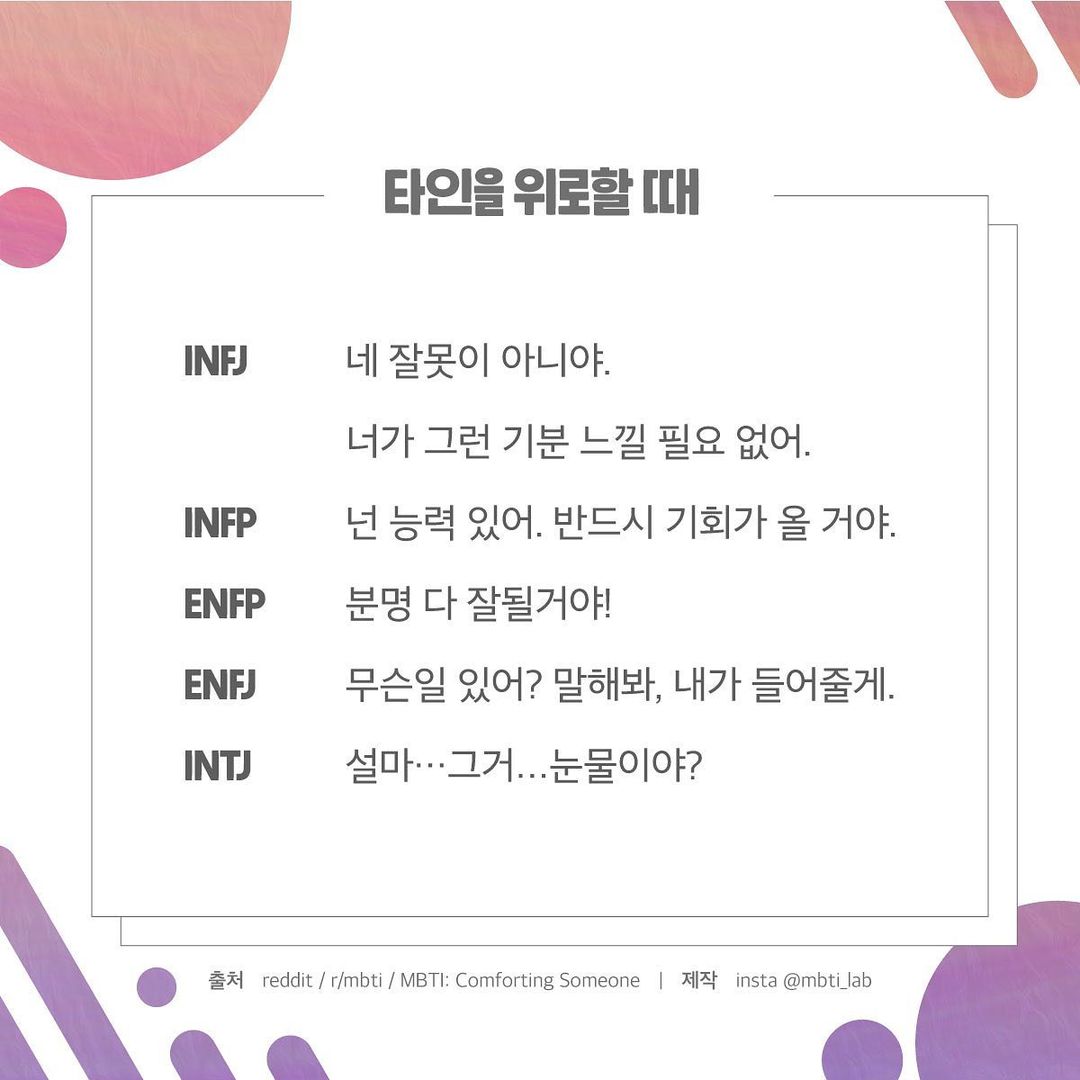 타인을 위로할 때
INFJ 네 잘못이 아니야.
너가 그런 기분 느낄 필요 없어.
INFP 넌 능력 있어. 반드시 기회가 올 거야.
ENFP 분명 다 잘될거야!
ENFJ 무슨일 있어? 말해봐, 내가 들어줄게.
INTJ 설마…그거...눈물이야?
출처 reddit / r/mbti / MBTI: Comforting Someone | 제작 insta @mbti_lab